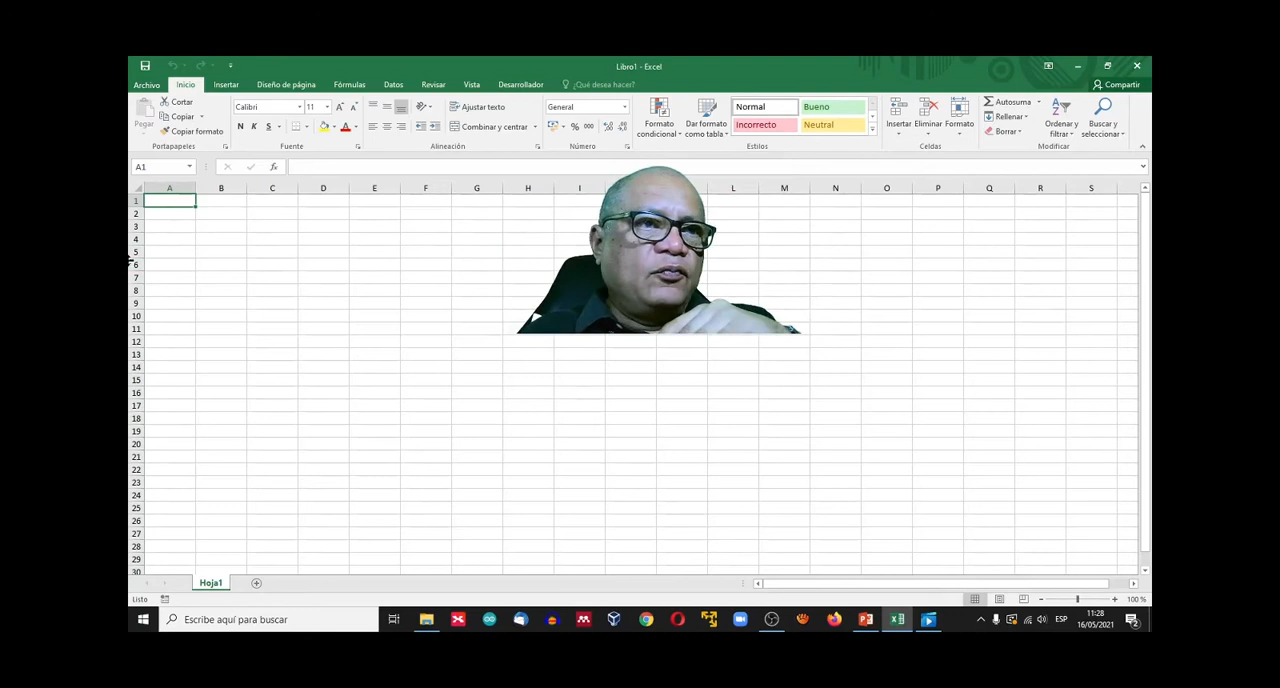 Libro1 - Excel
Archivo Inicio Insertar Diseño de página Fórmulas Datos Revisar Vista Desarrollador ¿Qué desea hacer? Compartir
Pegar
Cortar
Copiar
Copiar formato
Portapapeles
Calibri 11
N K S
Fuente
Ajustar texto
Combinar y centrar
Alineación
General
% 000
Número
Formato condicional
Dar formato como tabla
Normal Bueno
Incorrecto Neutral
Estilos
Insertar Eliminar Formato
Celdas
Autosuma
Rellenar
Borrar
Ordenar y filtrar
Buscar y seleccionar
Modificar
A1 fx
A B C D E F G H I L M N O P Q R S
1
2
3
4
5
6
7
8
9
10
11
12
13
14
15
16
17
18
19
20
21
22
23
24
25
26
27
28
29
30
Hoja1
Listo 100 %
Escribe aquí para buscar
ESP
11:28
16/05/2021
2